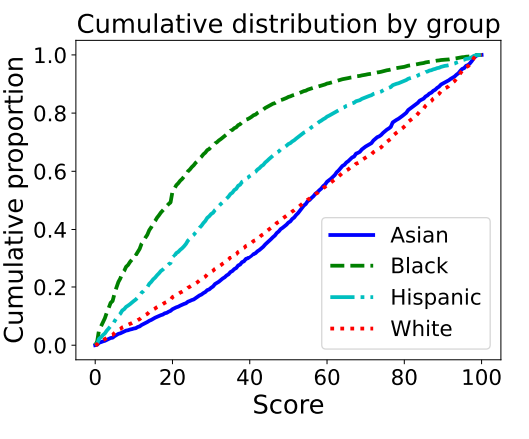 Cumulative distribution by group
Cumulative proportion
1.0
0.8
0.6
0.4
0.2
0.0
Asian
Black
Hispanic
White
0 20 40 60 80 100
Score